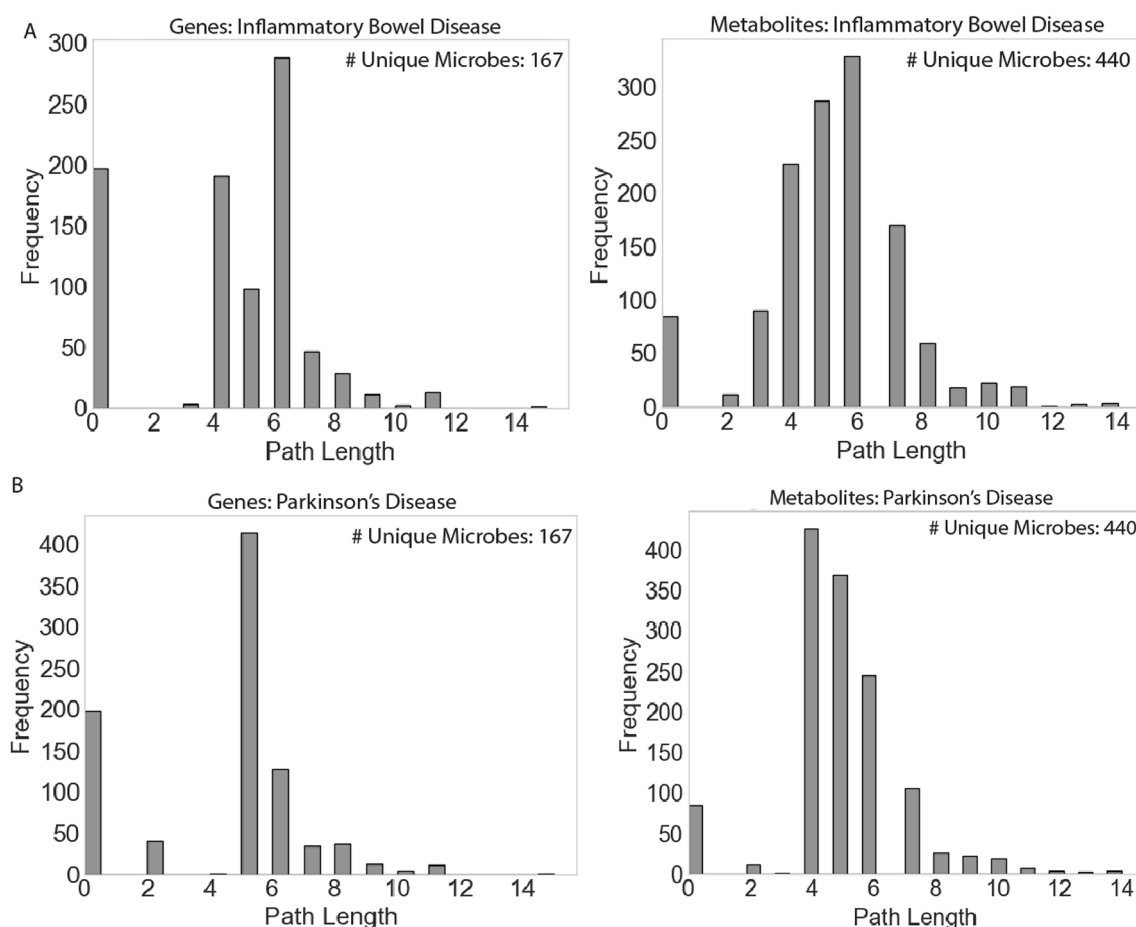 A
Genes: Inflammatory Bowel Disease
# Unique Microbes: 167
300
250
200
150
100
50
0
Frequency
0 2 4 6 8 10 12 14
Path Length
Metabolites: Inflammatory Bowel Disease
# Unique Microbes: 440
300
250
200
150
100
50
0
Frequency
0 2 4 6 8 10 12 14
Path Length
B
Genes: Parkinson's Disease
# Unique Microbes: 167
400
350
300
250
200
150
100
50
0
Frequency
0 2 4 6 8 10 12 14
Path Length
Metabolites: Parkinson's Disease
# Unique Microbes: 440
400
350
300
250
200
150
100
50
0
Frequency
0 2 4 6 8 10 12 14
Path Length